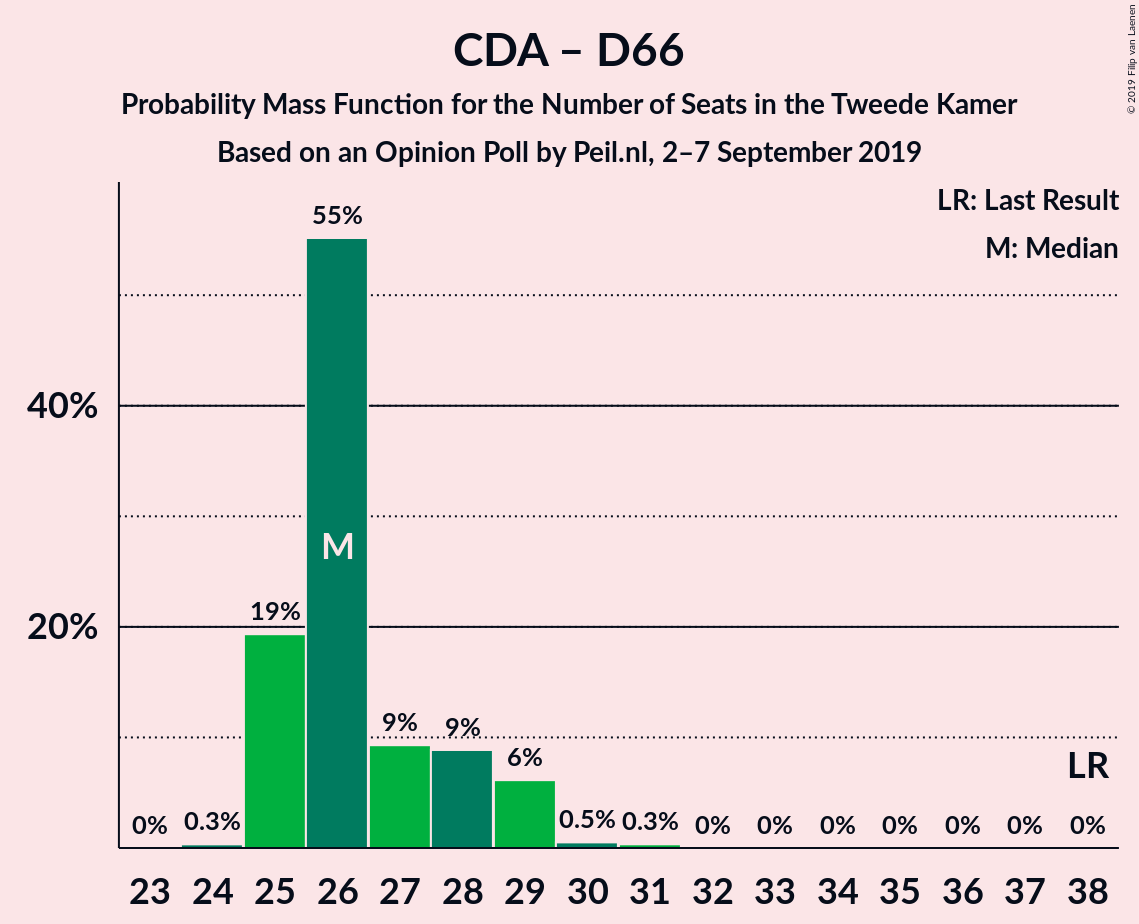 CDA – D66
Probability Mass Function for the Number of Seats in the Tweede Kamer
Based on an Opinion Poll by Peil.nl, 2–7 September 2019
© 2019 Filip van Laenen
LR: Last Result
M: Median
55%
40%
M
20%
19%
9%
9%
6%
LR
0%
0.3%
0.5%
0.3%
0%
0%
0%
0%
0%
0%
0%
23 24 25 26 27 28 29 30 31 32 33 34 35 36 37 38